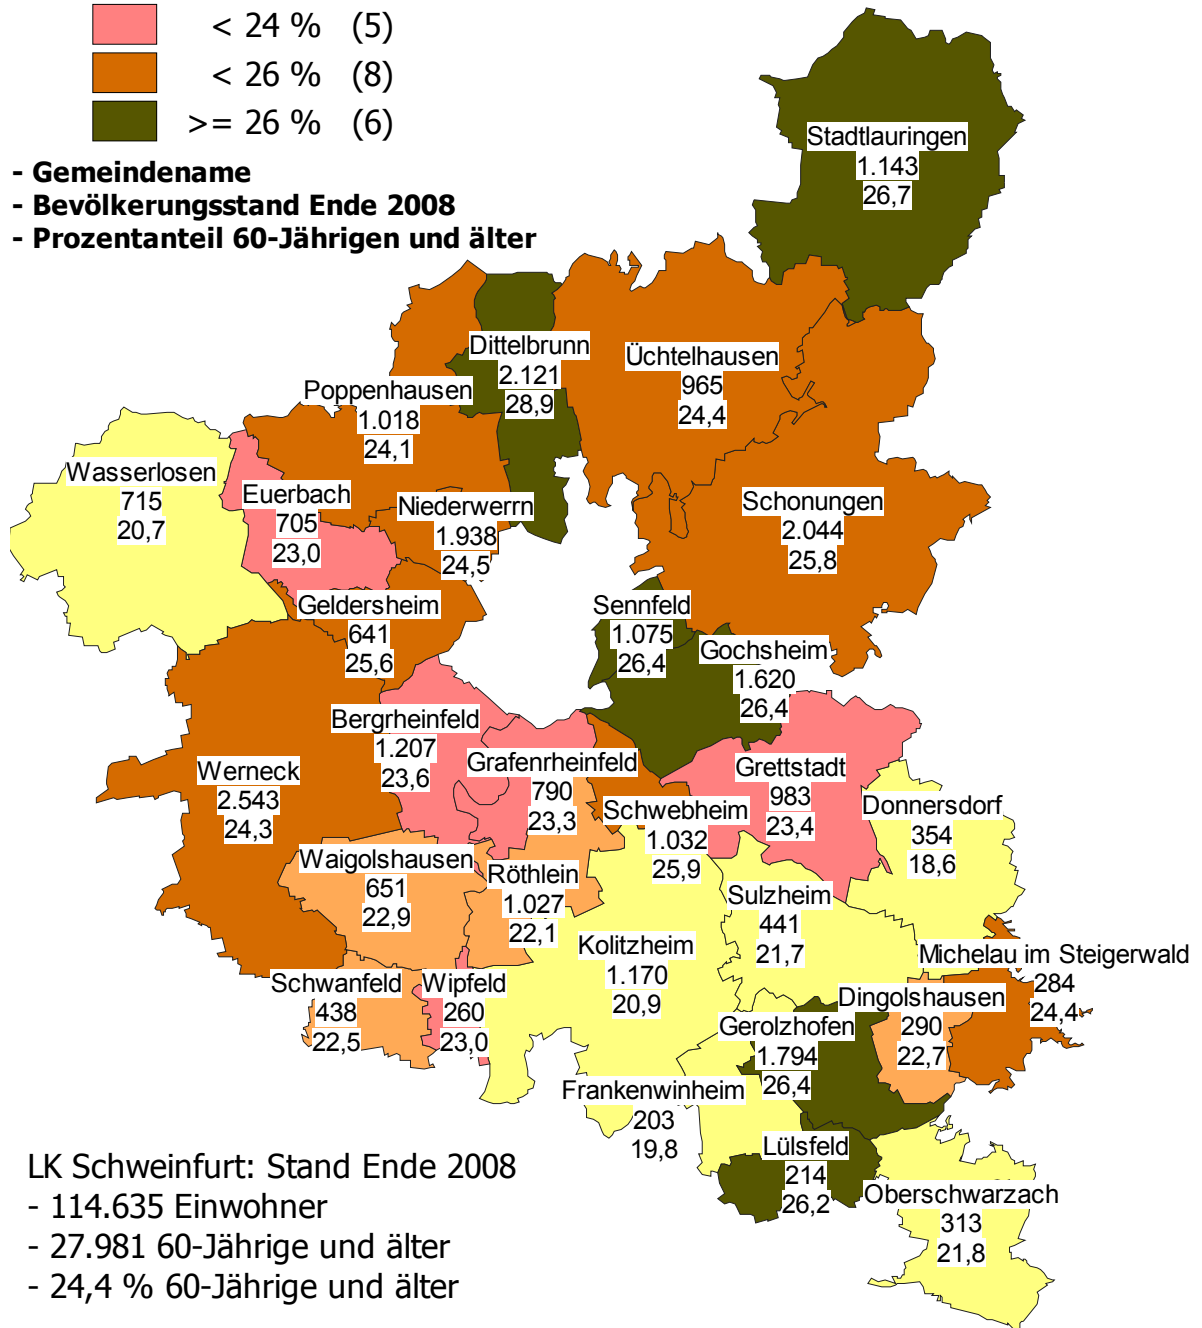 < 24 % (5)
< 26 % (8)
>= 26 % (6)
- Gemeindename
- Bevölkerungsstand Ende 2008
- Prozentanteil 60-Jährigen und älter
Stadtlauringen
1.143
26,7
Dittelbrunn
2.121
28,9
Üchtelhausen
965
24,4
Poppenhausen
1.018
24,1
Wasserlosen
715
20,7
Euerbach
705
23,0
Niederwerrn
1.938
24,5
Schonungen
2.044
25,8
Geldersheim
641
25,6
Sennfeld
1.075
26,4
Gochsheim
1.620
26,4
Bergrheinfeld
1.207
23,6
Grafenrheinfeld
790
23,3
Werneck
2.543
24,3
Grettstadt
983
23,4
Schwebheim
1.032
25,9
Donnersdorf
354
18,6
Waigolshausen
651
22,9
Röthlein
1.027
22,1
Sulzheim
441
21,7
Kolitzheim
1.170
20,9
Michelau im Steigerwald
284
24,4
Schwanfeld
438
22,5
Wipfeld
260
23,0
Dingolshausen
290
22,7
Gerolzhofen
1.794
26,4
Frankenwinheim
203
19,8
Lülsfeld
214
26,2
Oberschwarzach
313
21,8
LK Schweinfurt: Stand Ende 2008
- 114.635 Einwohner
- 27.981 60-Jährige und älter
- 24,4 % 60-Jährige und älter